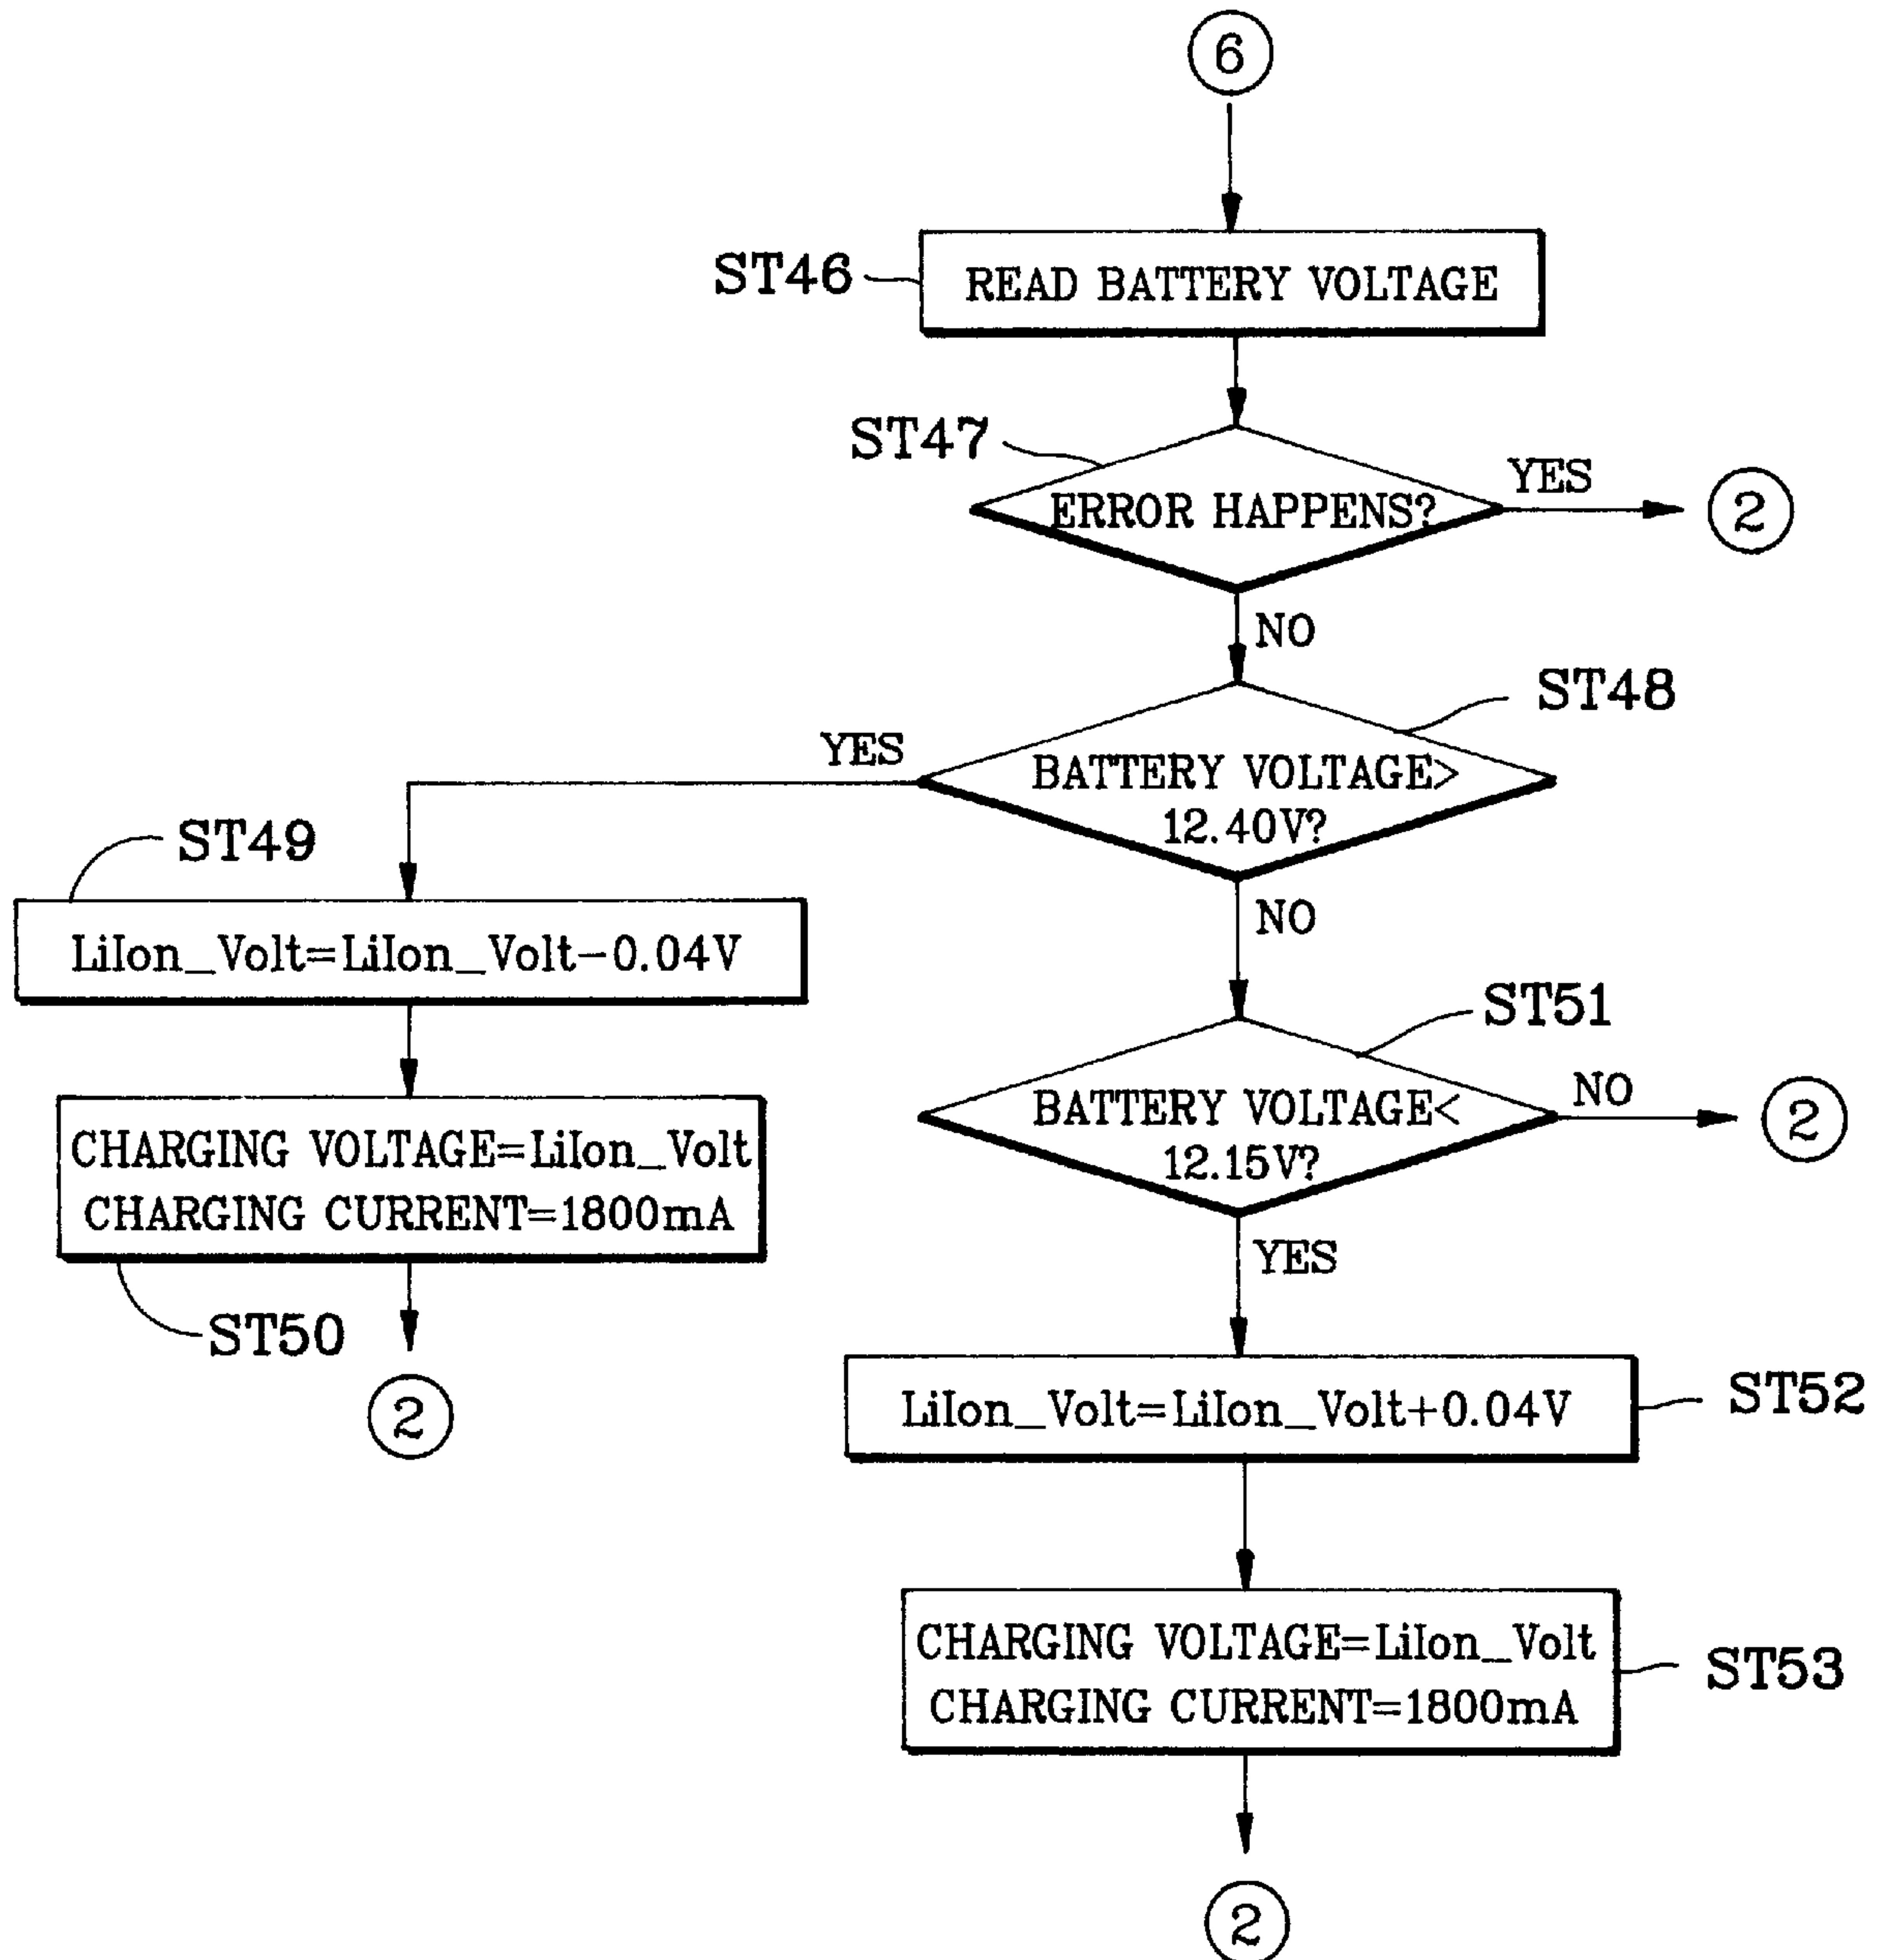 6
ST46
READ BATTERY VOLTAGE
ST47
ERROR HAPPENS?
YES
2
NO
ST48
BATTERY VOLTAGE>
12.40V?
YES
ST49
LiIon_Volt=LiIon_Volt-0.04V
CHARGING VOLTAGE=LiIon_Volt
CHARGING CURRENT=1800mA
ST50
2
NO
ST51
BATTERY VOLTAGE<
12.15V?
NO
2
YES
LiIon_Volt=LiIon_Volt+0.04V
ST52
CHARGING VOLTAGE=LiIon_Volt
CHARGING CURRENT=1800mA
ST53
2